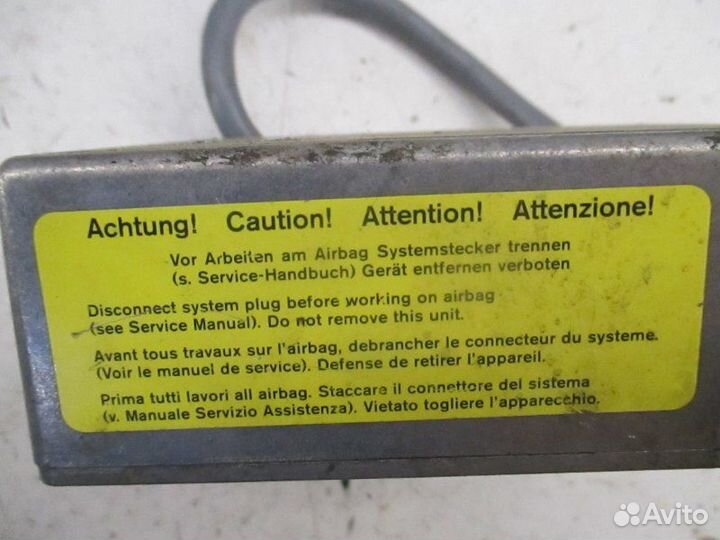 Achtung! Caution! Attention! Attenzione!
Vor Arbeiten am Airbag Systemstecker trennen
(s. Service-Handbuch) Gerät entfernen verboten
Disconnect system plug before working on airbag
(see Service Manual). Do not remove this unit.
Avant tous travaux sur l'airbag, debrancher le connecteur du systeme.
(Voir le manuel de service). Defense de retirer l'appareil.
Prima tutti lavori all airbag. Staccare il connettore del sistema
(v. Manuale Servizio Assistenza). Vietato togliere l'apparecchio.
Avito